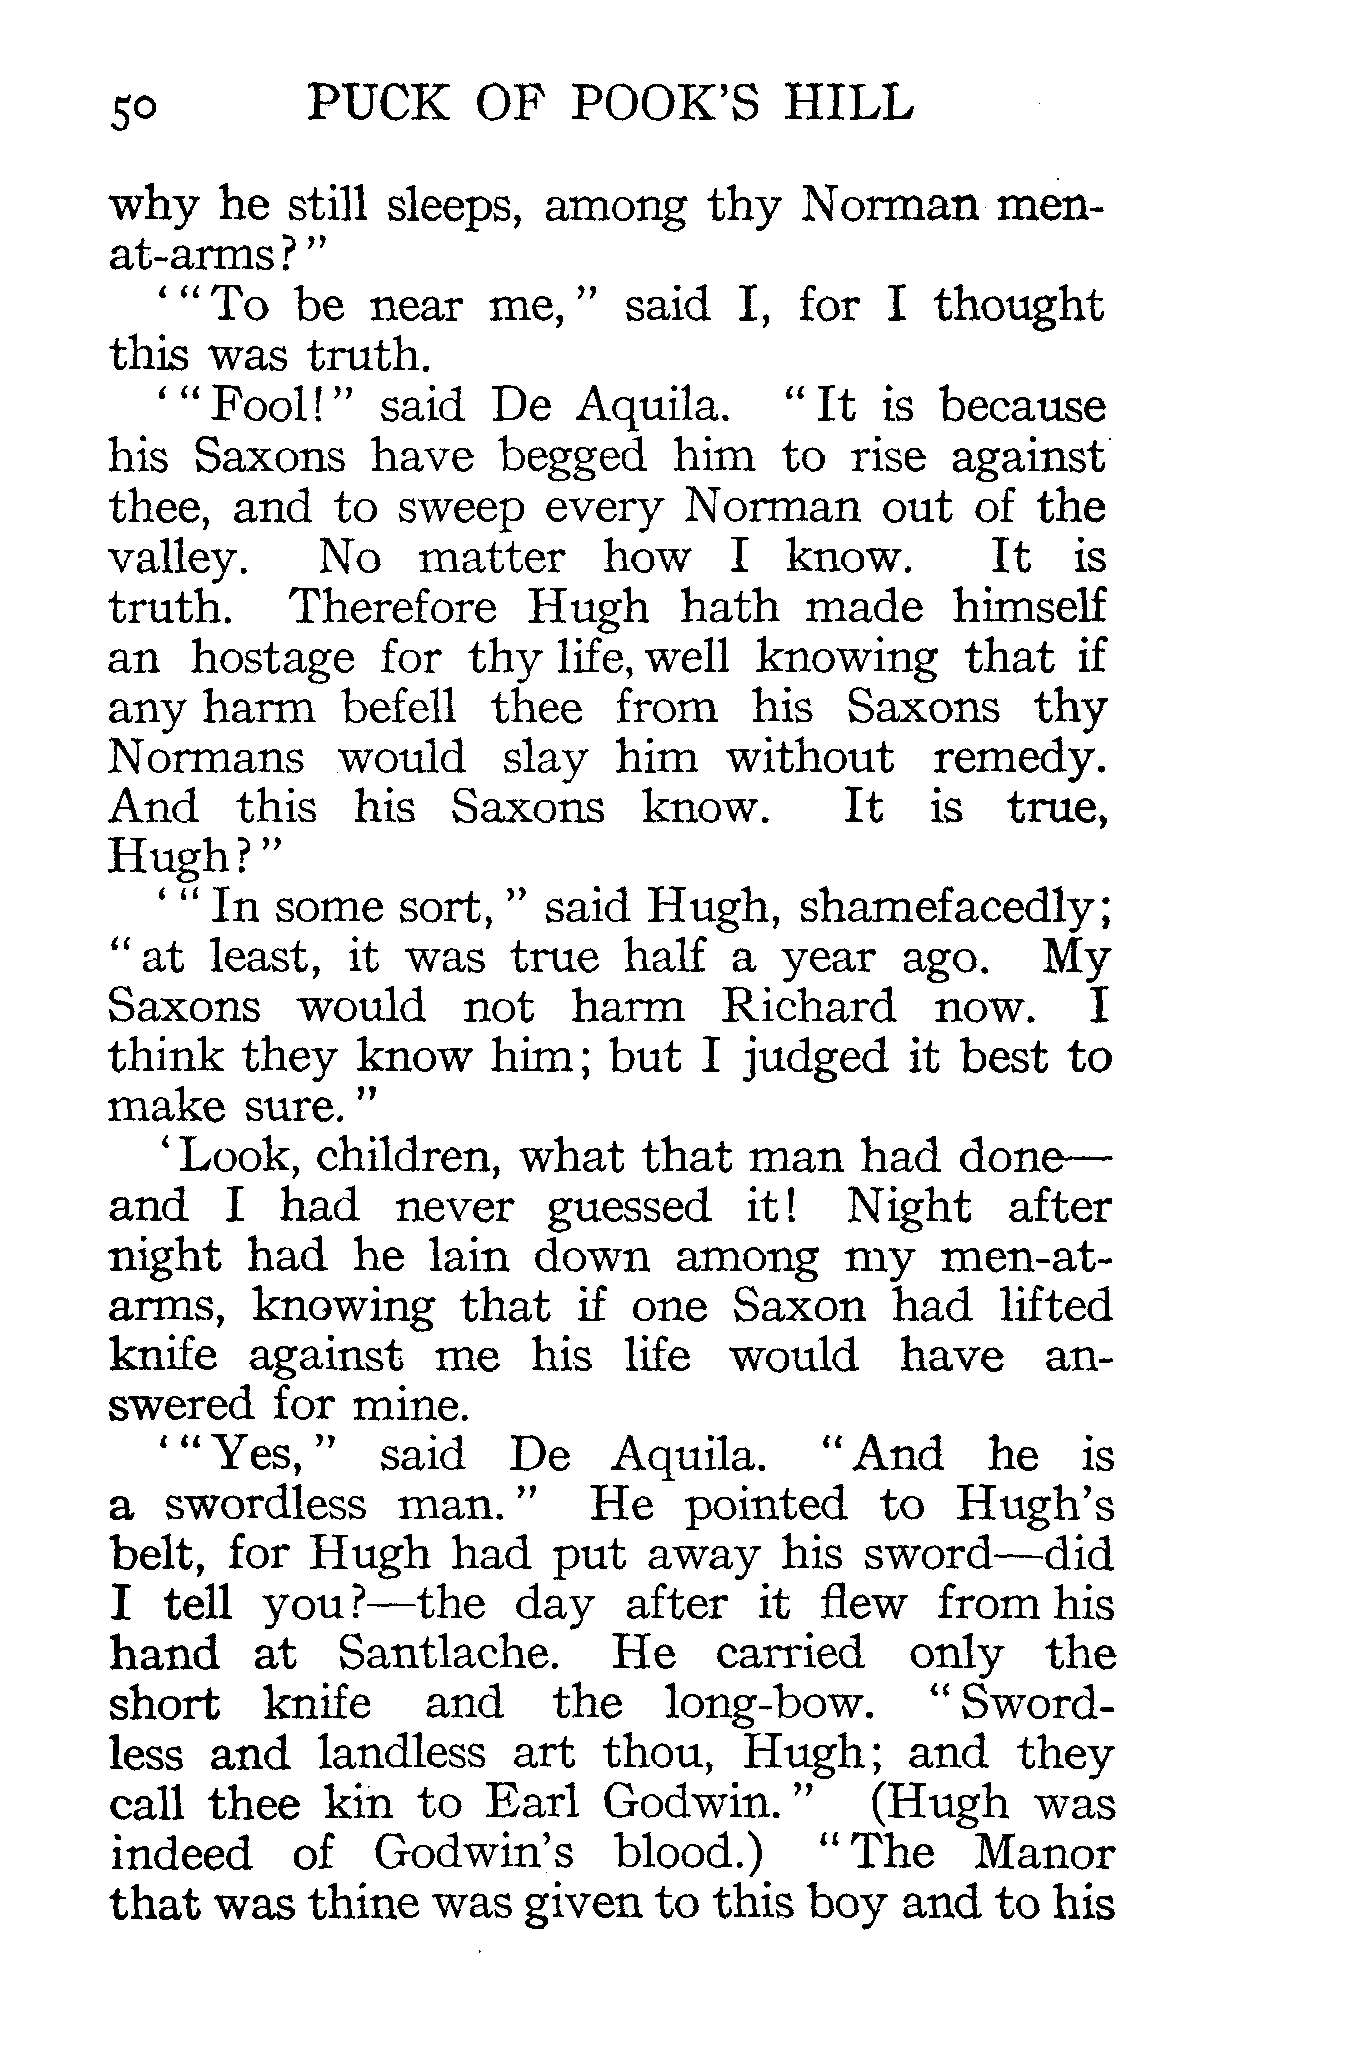 50 PUCK OF POOK'S HILL
why he still sleeps, among thy Norman men-
at-arms?"
'"To be near me," said I, for I thought
this was truth.
'"Fool!" said De Aquila. "It is because
his Saxons have begged him to rise against
thee, and to sweep every Norman out of the
valley. No matter how I know. It is
truth. Therefore Hugh hath made himself
an hostage for thy life, well knowing that if
any harm befell thee from his Saxons thy
Normans would slay him without remedy.
And this his Saxons know. It is true,
Hugh?"
'"In some sort," said Hugh, shamefacedly;
"at least, it was true half a year ago. My
Saxons would not harm Richard now. I
think they know him; but I judged it best to
make sure."
'Look, children, what that man had done—
and I had never guessed it! Night after
night had he lain down among my men-at-
arms, knowing that if one Saxon had lifted
knife against me his life would have an-
swered for mine.
'"Yes," said De Aquila. "And he is
a swordless man." He pointed to Hugh's
belt, for Hugh had put away his sword—did
I tell you?—the day after it flew from his
hand at Santlache. He carried only the
short knife and the long-bow. "Sword-
less and landless art thou, Hugh; and they
call thee kin to Earl Godwin." (Hugh was
indeed of Godwin's blood.) "The Manor
that was thine was given to this boy and to his